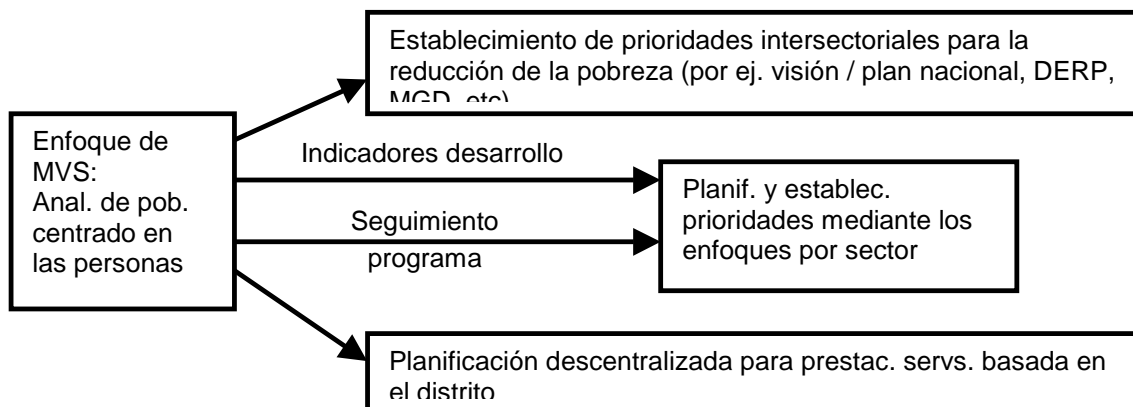 Establecimiento de prioridades intersectoriales para la
reducción de la pobreza (por ej. visión / plan nacional, DERP,
MGD, etc)
Enfoque de
MVS:
Anal. de pob.
centrado en
las personas
Indicadores desarrollo
Seguimiento
programa
Planif. y establec.
prioridades mediante los
enfoques por sector
Planificación descentralizada para prestac. servs. basada en
el distrito